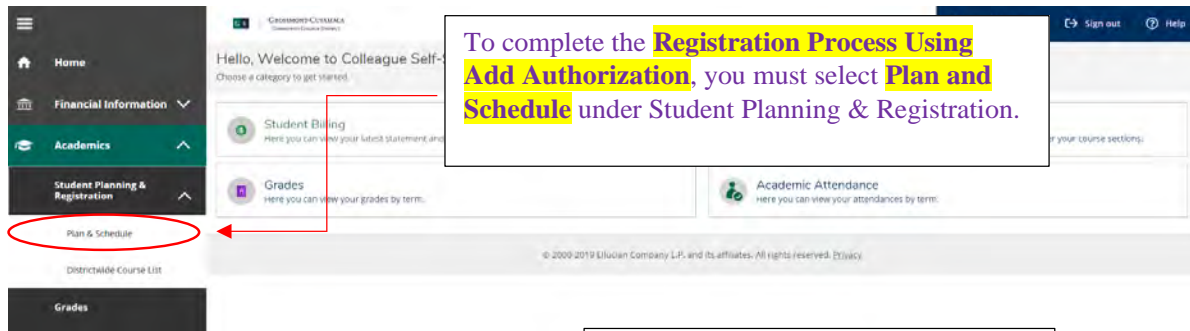 GROSSMONT-CUYAMACA
COMMUNITY COLLEGE DISTRICT
Sign out
Help
Home
Financial Information
Academics
Student Planning &
Registration
Plan & Schedule
Districtwide Course List
Grades
Hello, Welcome to Colleague Self-
Choose a category to get started.
To complete the Registration Process Using
Add Authorization, you must select Plan and
Schedule under Student Planning & Registration.
Student Billing
Here you can view your latest statement and
r your course sections.
Grades
Here you can view your grades by term.
Academic Attendance
Here you can view your attendances by term.
© 2000-2019 Ellucian Company L.P. and its affiliates. All rights reserved. Privacy